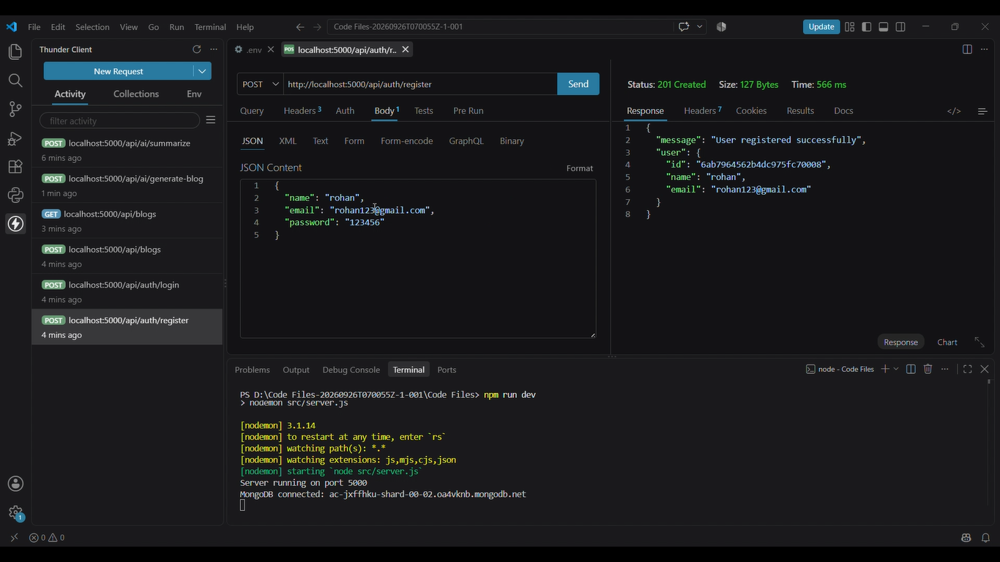 File Edit Selection View Go Run Terminal Help
Code Files-20260926T070055Z-1-001
Update
Thunder Client
New Request
Activity Collections Env
filter activity
POST localhost:5000/api/ai/summarize
6 mins ago
POST localhost:5000/api/ai/generate-blog
1 min ago
GET localhost:5000/api/blogs
3 mins ago
POST localhost:5000/api/blogs
4 mins ago
POST localhost:5000/api/auth/login
4 mins ago
POST localhost:5000/api/auth/register
4 mins ago
1
0 0
.env
POS localhost:5000/api/auth/r..
POST http://localhost:5000/api/auth/register Send
Query Headers 3 Auth Body 1 Tests Pre Run
JSON XML Text Form Form-encode GraphQL Binary
JSON Content Format
1 {
2 "name": "rohan",
3 "email": "rohan123@gmail.com",
4 "password": "123456"
5 }
Status: 201 Created Size: 127 Bytes Time: 566 ms
Response Headers 7 Cookies Results Docs </>
1 {
2 "message": "User registered successfully",
3 "user": {
4 "id": "6ab7964562b4dc975fc70008",
5 "name": "rohan",
6 "email": "rohan123@gmail.com"
7 }
8 }
Response Chart
Problems Output Debug Console Terminal Ports
node - Code Files
PS D:\Code Files-20260926T070055Z-1-001\Code Files> npm run dev
> nodemon src/server.js
[nodemon] 3.1.14
[nodemon] to restart at any time, enter `rs`
[nodemon] watching path(s): *.*
[nodemon] watching extensions: js,mjs,cjs,json
[nodemon] starting `node src/server.js`
Server running on port 5000
MongoDB connected: ac-jxffhku-shard-00-02.oa4vknb.mongodb.net